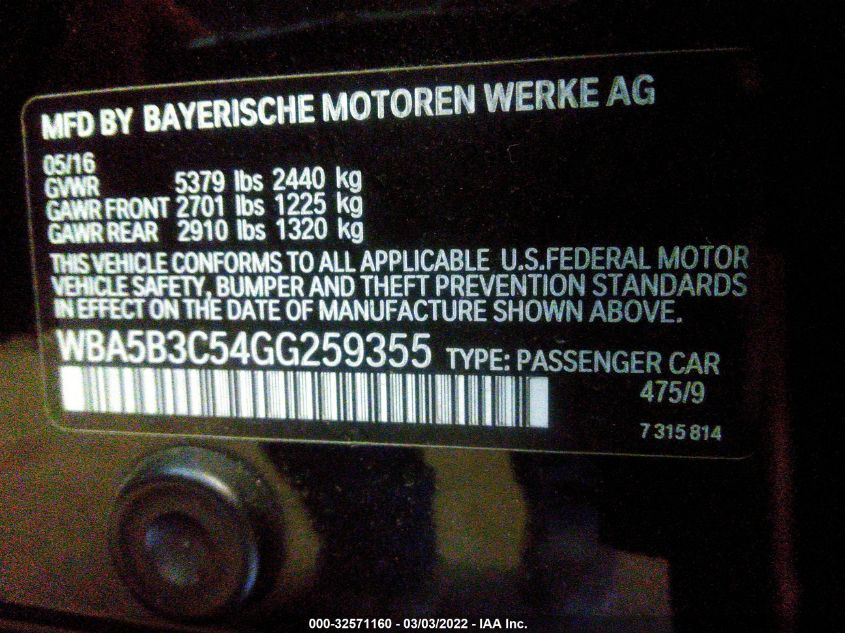 MFD BY BAYERISCHE MOTOREN WERKE AG
05/16
GVWR 5379 lbs 2440 kg
GAWR FRONT 2701 lbs 1225 kg
GAWR REAR 2910 lbs 1320 kg
THIS VEHICLE CONFORMS TO ALL APPLICABLE U.S.FEDERAL MOTOR
VEHICLE SAFETY, BUMPER AND THEFT PREVENTION STANDARDS
IN EFFECT ON THE DATE OF MANUFACTURE SHOWN ABOVE.
WBA5B3C54GG259355 TYPE: PASSENGER CAR
475/9
7 315 814
000-32571160 - 03/03/2022 - IAA Inc.